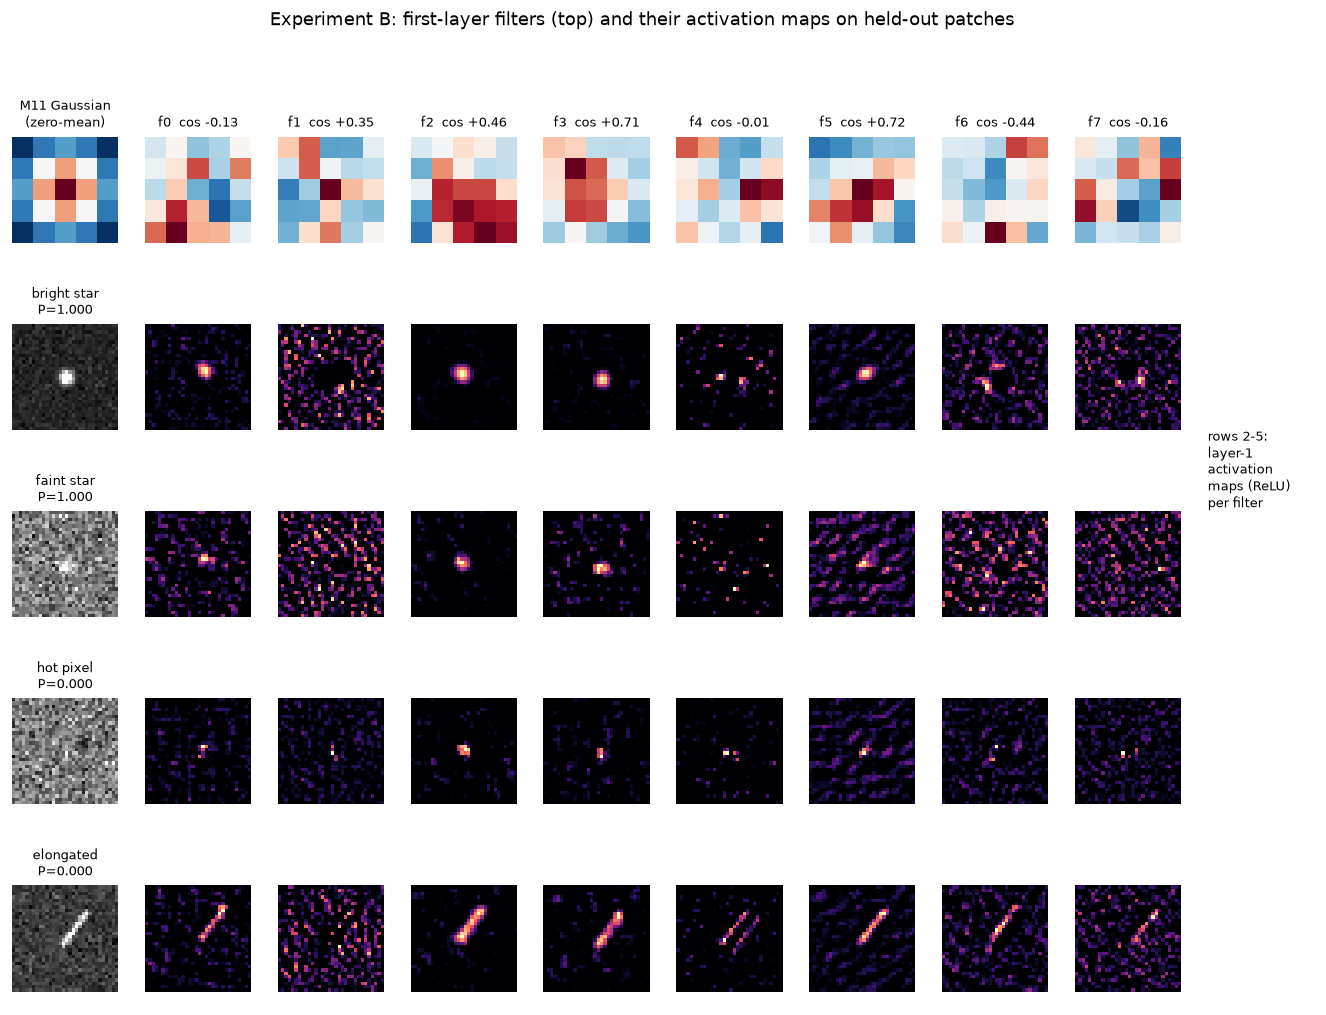 Experiment B: first-layer filters (top) and their activation maps on held-out patches
M11 Gaussian
(zero-mean)
f0  cos -0.13
f1  cos +0.35
f2  cos +0.46
f3  cos +0.71
f4  cos -0.01
f5  cos +0.72
f6  cos -0.44
f7  cos -0.16
bright star
P=1.000
rows 2-5:
layer-1
activation
maps (ReLU)
per filter
faint star
P=1.000
hot pixel
P=0.000
elongated
P=0.000